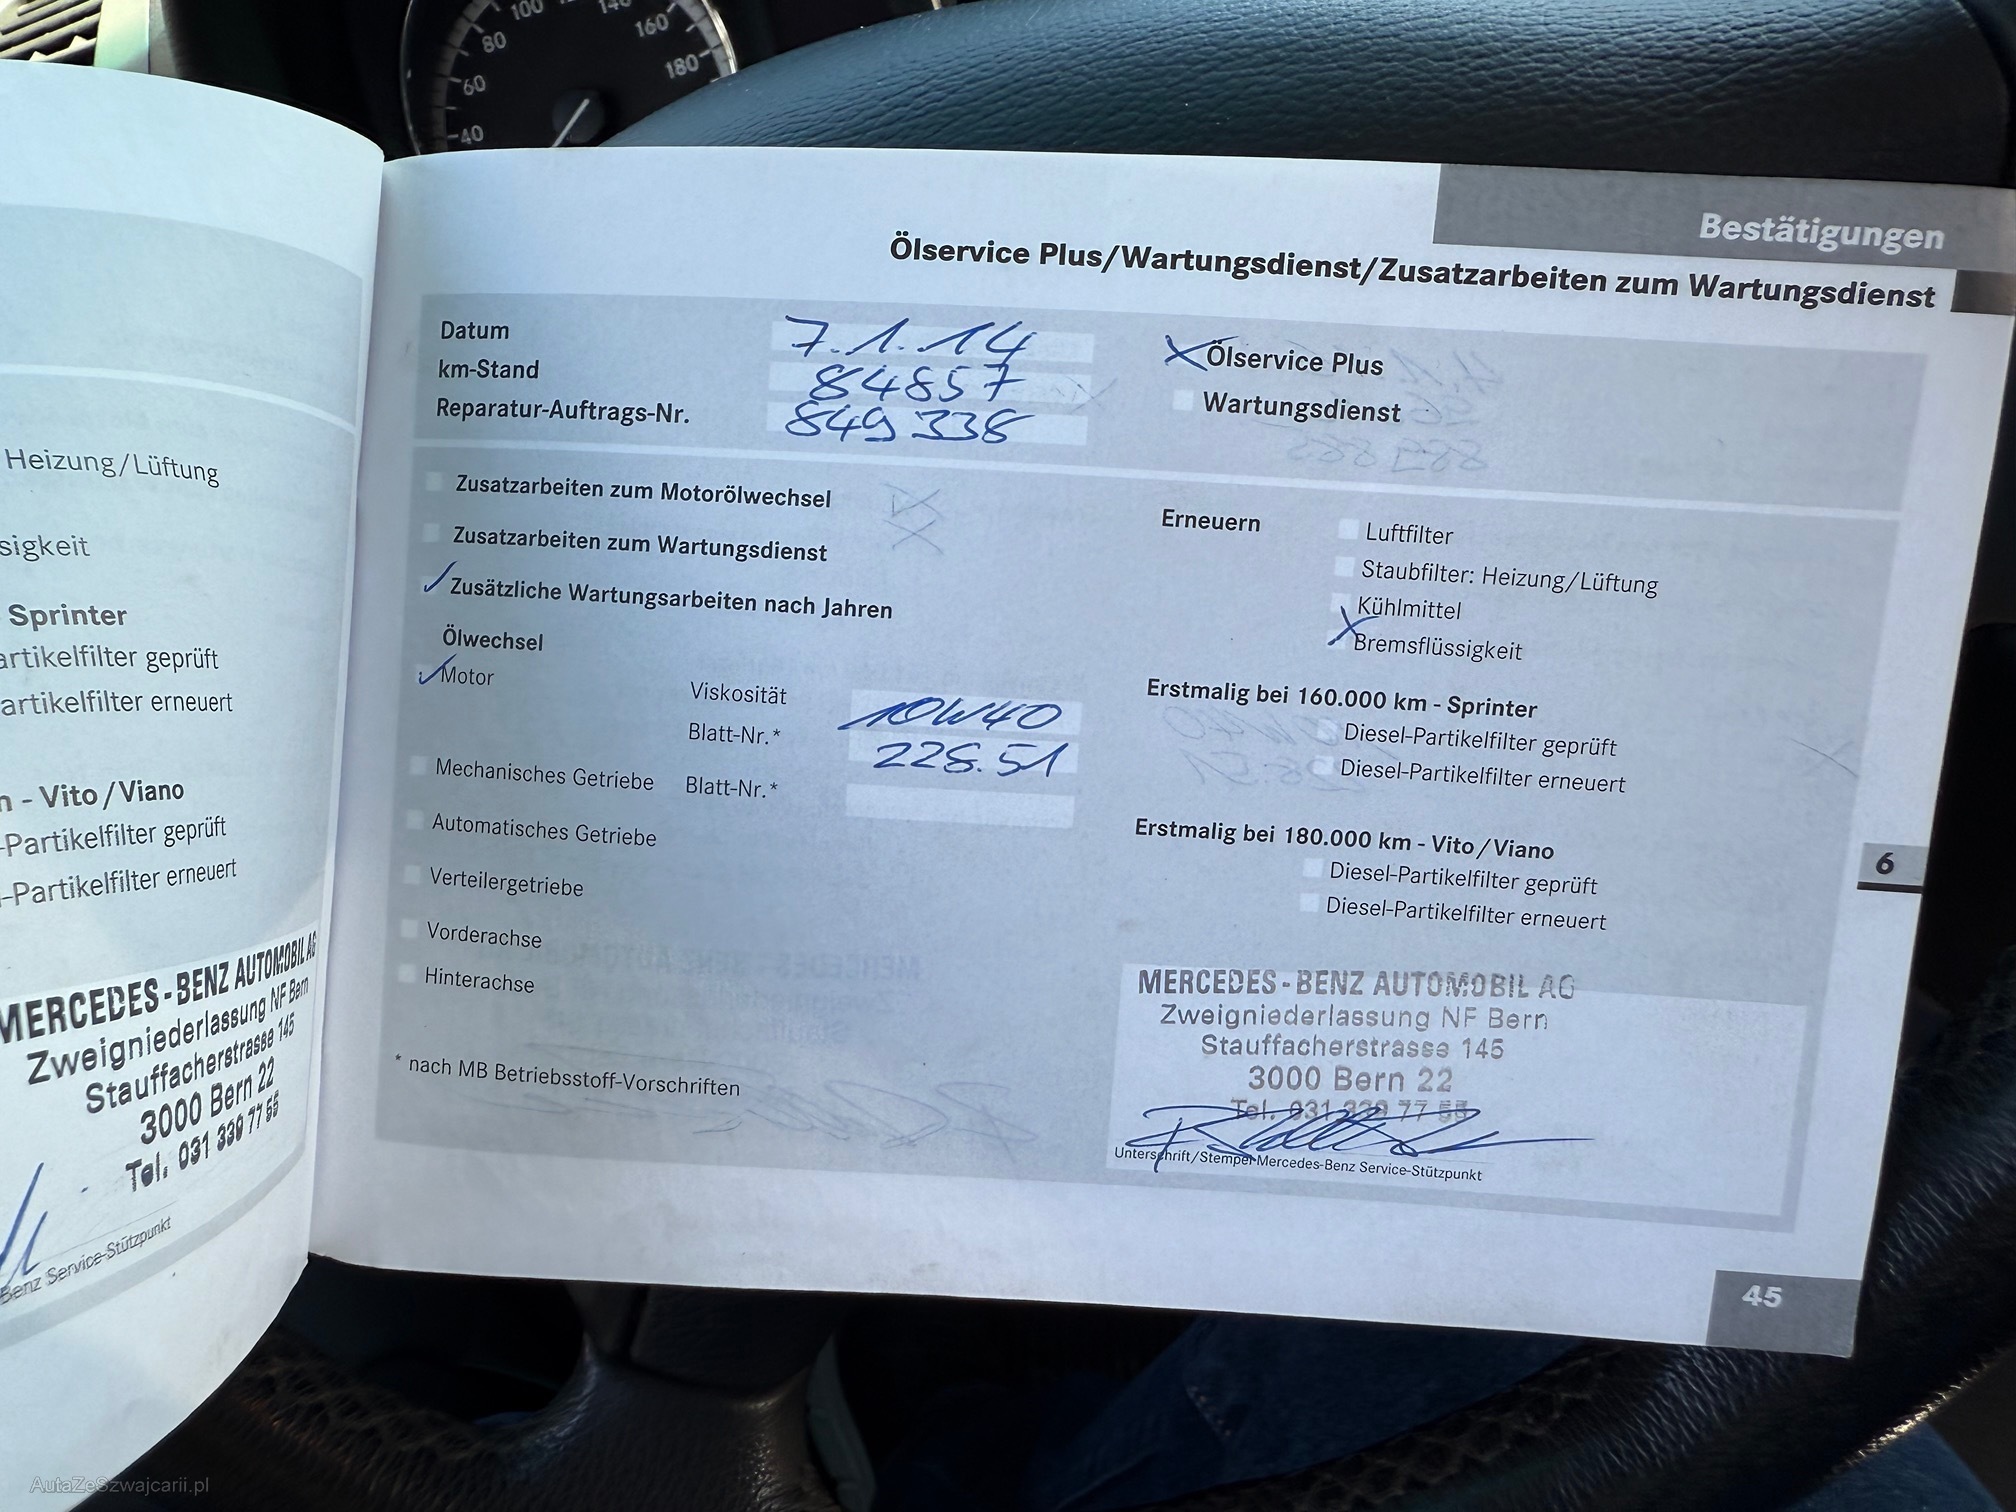 100
140
80
160
60
180
40
Heizung/Lüftung
sigkeit
Sprinter
artikelfilter geprüft
artikelfilter erneuert
n - Vito/Viano
-Partikelfilter geprüft
-Partikelfilter erneuert
MERCEDES-BENZ AUTOMOBIL AG
Zweigniederlassung NF Bern
Stauffacherstrasse 145
3000 Bern 22
Tel. 031 339 77 55
Benz Service-Stützpunkt
Bestätigungen
Ölservice Plus/Wartungsdienst/Zusatzarbeiten zum Wartungsdienst
Datum 7.1.14
km-Stand 84857
Reparatur-Auftrags-Nr. 849338
Ölservice Plus
Wartungsdienst
Zusatzarbeiten zum Motorölwechsel
Zusatzarbeiten zum Wartungsdienst
Zusätzliche Wartungsarbeiten nach Jahren
Ölwechsel
Motor
Viskosität 10W40
Blatt-Nr.* 228.51
Mechanisches Getriebe Blatt-Nr.*
Automatisches Getriebe
Verteilergetriebe
Vorderachse
Hinterachse
* nach MB Betriebsstoff-Vorschriften
Erneuern
Luftfilter
Staubfilter: Heizung/Lüftung
Kühlmittel
Bremsflüssigkeit
Erstmalig bei 160.000 km - Sprinter
Diesel-Partikelfilter geprüft
Diesel-Partikelfilter erneuert
Erstmalig bei 180.000 km - Vito/Viano
Diesel-Partikelfilter geprüft
Diesel-Partikelfilter erneuert
6
MERCEDES-BENZ AUTOMOBIL AG
Zweigniederlassung NF Bern
Stauffacherstrasse 145
3000 Bern 22
Tel. 031 339 77 55
Unterschrift/Stempel Mercedes-Benz Service-Stützpunkt
45
AutaZeSzwajcarii.pl